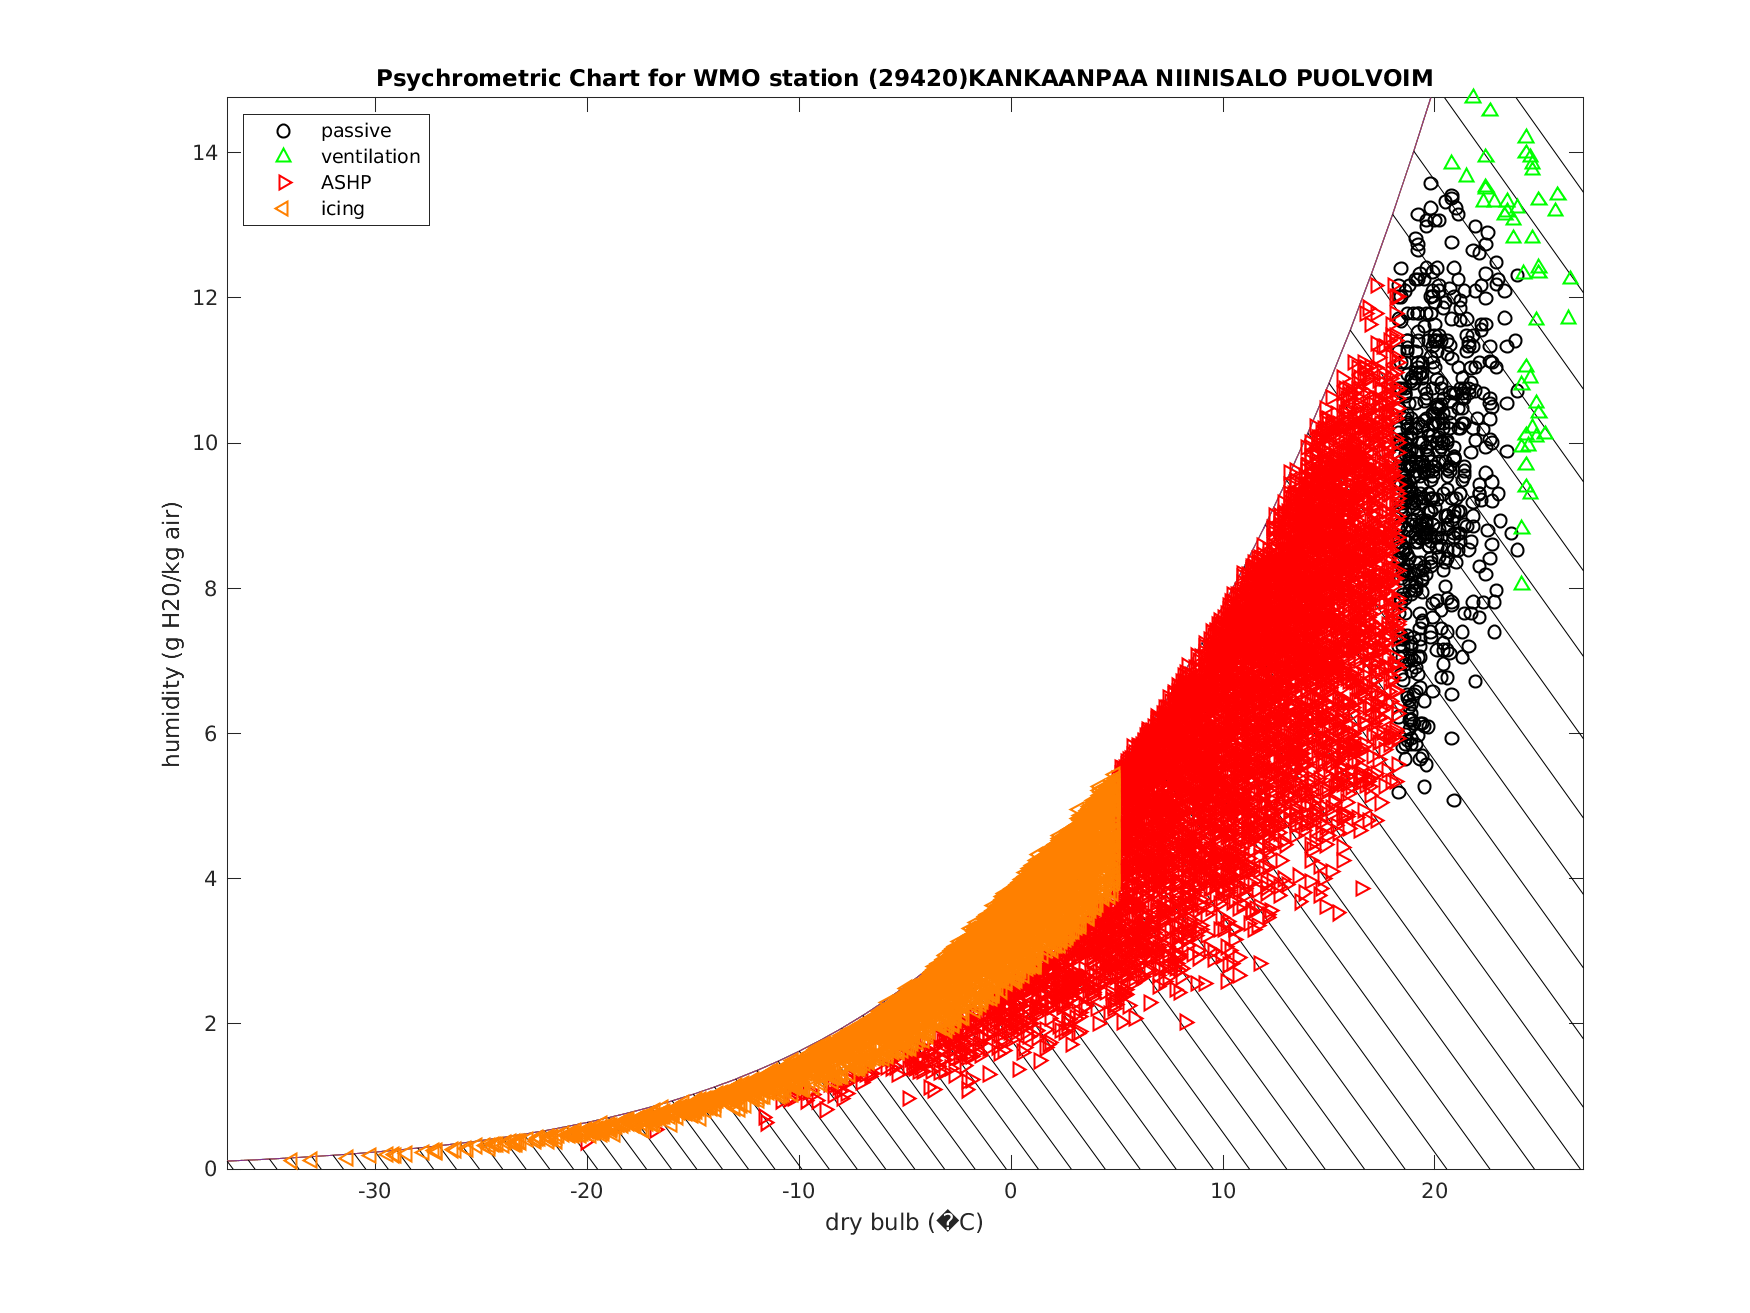 Psychrometric Chart for WMO station (29420)KANKAANPAA NIINISALO PUOLVOIM
passive
ventilation
ASHP
icing
humidity (g H20/kg air)
14
12
10
8
6
4
2
0
-30 -20 -10 0 10 20
dry bulb (�C)